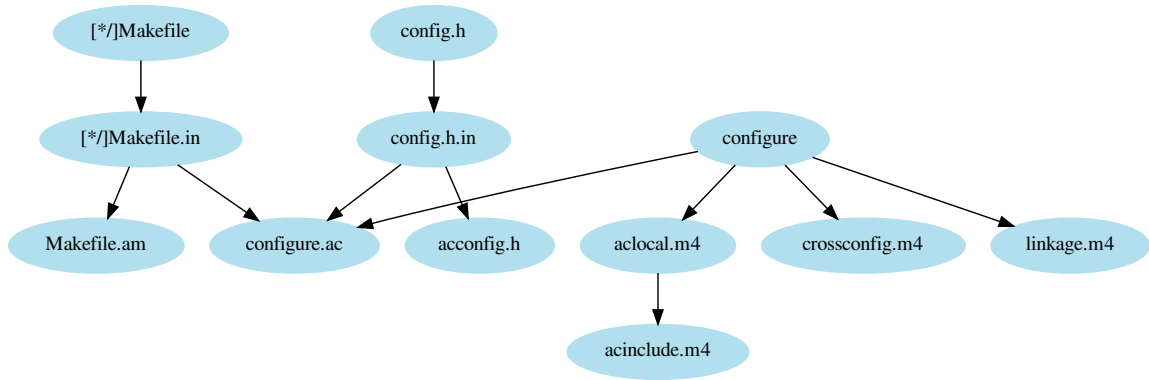 [*/]Makefile
config.h
[*/]Makefile.in
config.h.in
configure
Makefile.am
configure.ac
acconfig.h
aclocal.m4
crossconfig.m4
linkage.m4
acinclude.m4